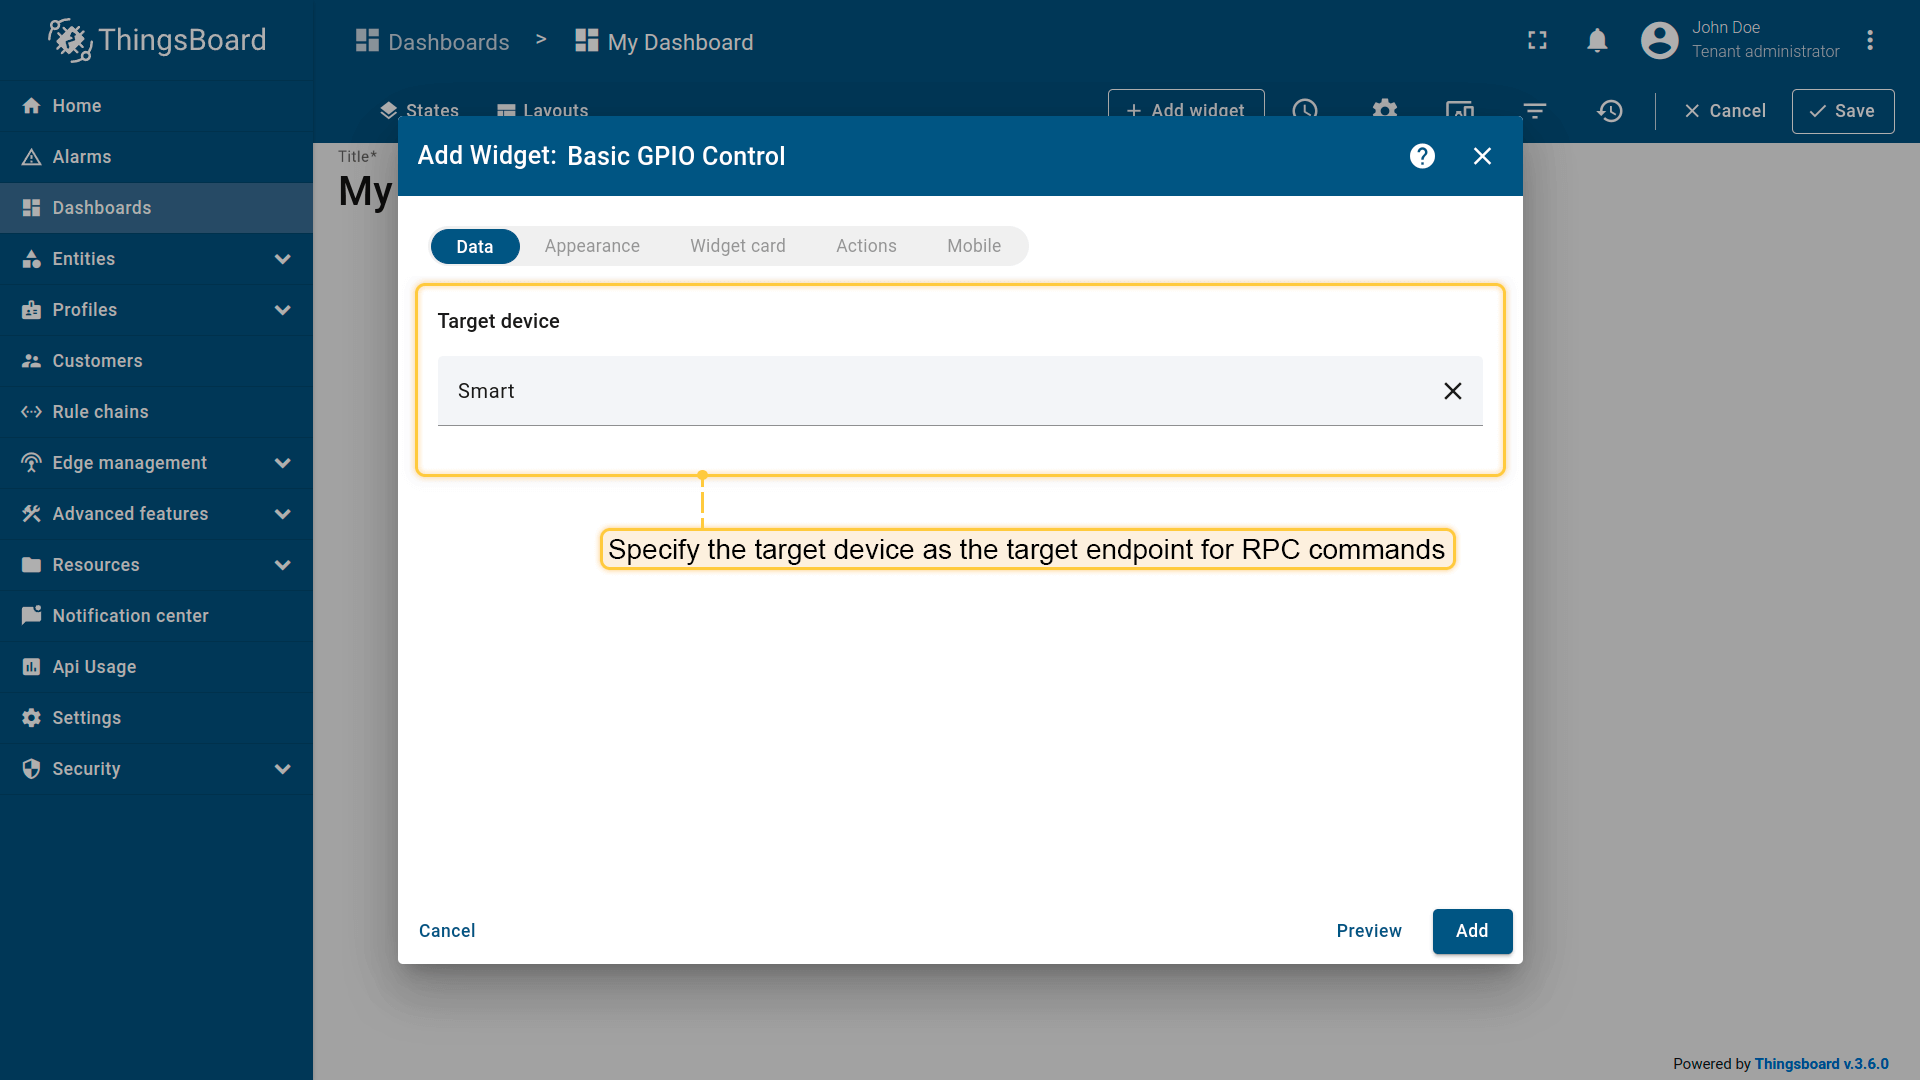 ThingsBoard
Dashboards > My Dashboard
John Doe
Tenant administrator
Home
Alarms
Dashboards
Entities
Profiles
Customers
Rule chains
Edge management
Advanced features
Resources
Notification center
Api Usage
Settings
Security
States Layouts + Add widget Cancel Save
Title*
My
Add Widget: Basic GPIO Control
Data Appearance Widget card Actions Mobile
Target device
Smart
Specify the target device as the target endpoint for RPC commands
Cancel Preview Add
Powered by Thingsboard v.3.6.0